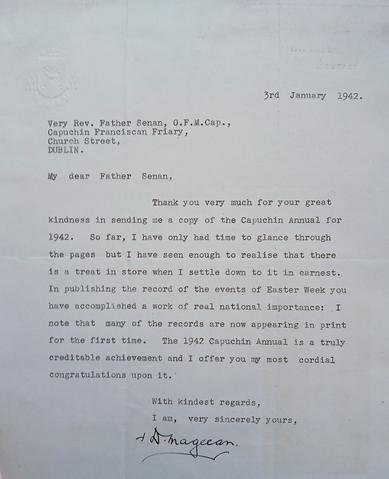 3rd January 1942.
Very Rev. Father Senan, O.F.M.Cap.,
Capuchin Franciscan Friary,
Church Street,
DUBLIN.
My dear Father Senan,
Thank you very much for your great
kindness in sending me a copy of the Capuchin Annual for
1942. So far, I have only had time to glance through
the pages but I have seen enough to realise that there
is a treat in store when I settle down to it in earnest.
In publishing the record of the events of Easter Week you
have accomplished a work of real national importance: I
note that many of the records are now appearing in print
for the first time. The 1942 Capuchin Annual is a truly
creditable achievement and I offer you my most cordial
congratulations upon it.
With kindest regards,
I am, very sincerely yours,
+ D. Mageean.